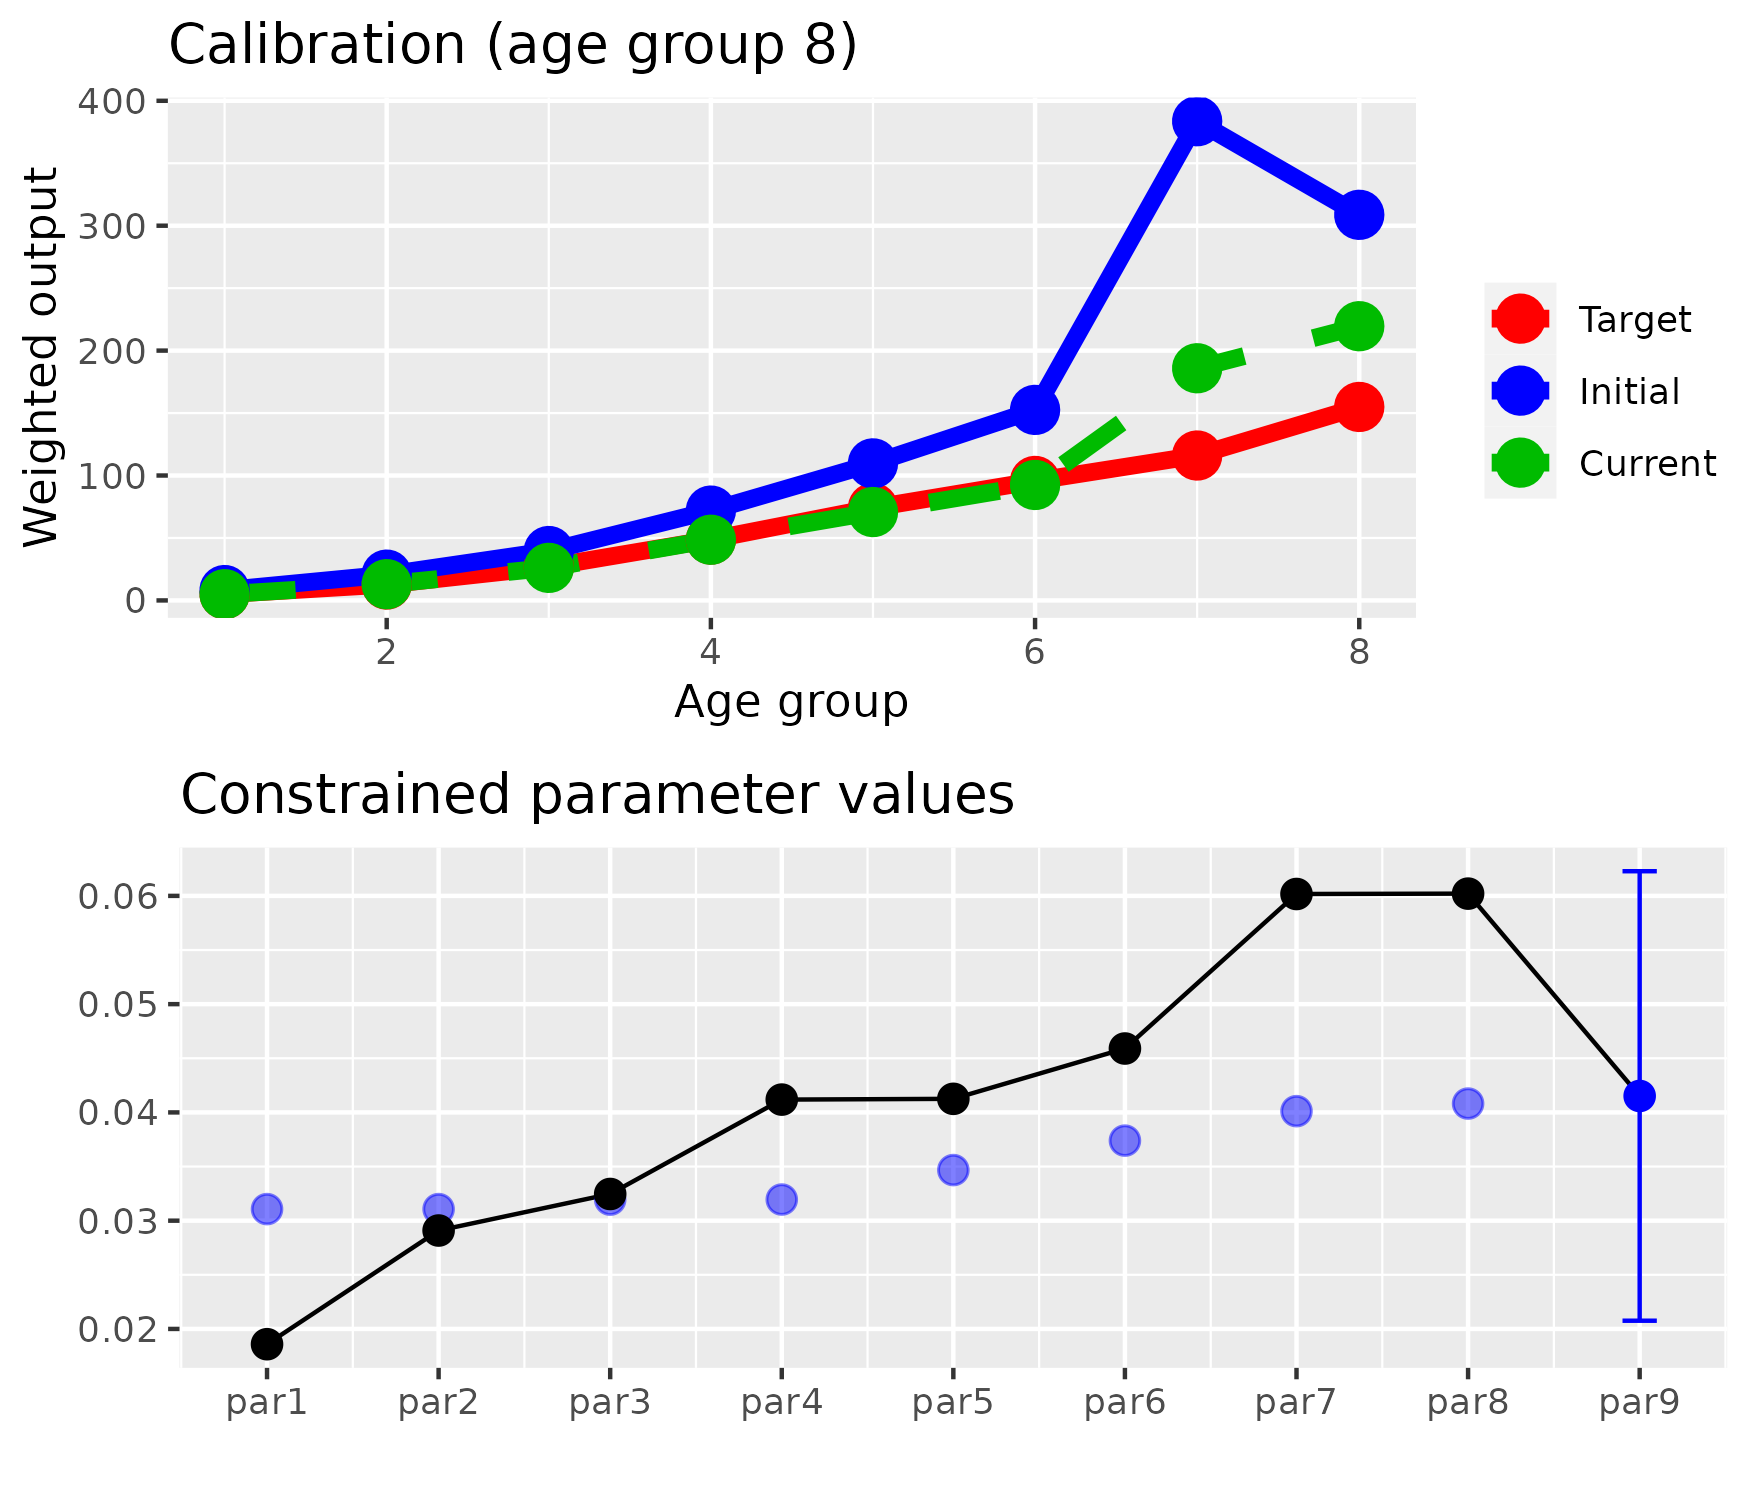 Calibration (age group 8)
Weighted output
400
300
200
100
0
2 4 6 8
Age group
Target
Initial
Current
Constrained parameter values
0.06
0.05
0.04
0.03
0.02
par1 par2 par3 par4 par5 par6 par7 par8 par9